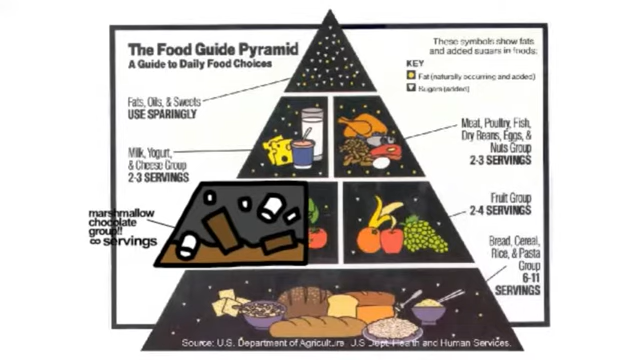 The Food Guide Pyramid
A Guide to Daily Food Choices
These symbols show fats
and added sugars in foods:
KEY
Fat (naturally occurring and added)
Sugars (added)
Fats, Oils, & Sweets
USE SPARINGLY
Milk, Yogurt,
& Cheese Group
2-3 SERVINGS
Meat, Poultry, Fish,
Dry Beans, Eggs, &
Nuts Group
2-3 SERVINGS
marshmallow
chocolate
group!!
∞ servings
Fruit Group
2-4 SERVINGS
Bread, Cereal,
Rice, & Pasta
Group
6-11
SERVINGS
Source: U.S. Department of Agriculture. U.S Dept. Health and Human Services.